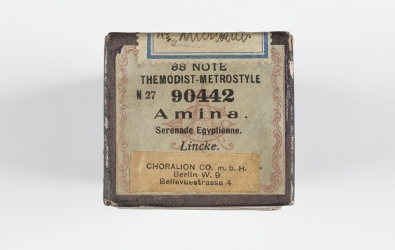 88 NOTE
THEMODIST-METROSTYLE
N 27 90442
Amina.
Serenade Egyptienne.
Lincke.
CHORALION CO. m. b. H.
Berlin W. 9
Bellevuestrasse 4